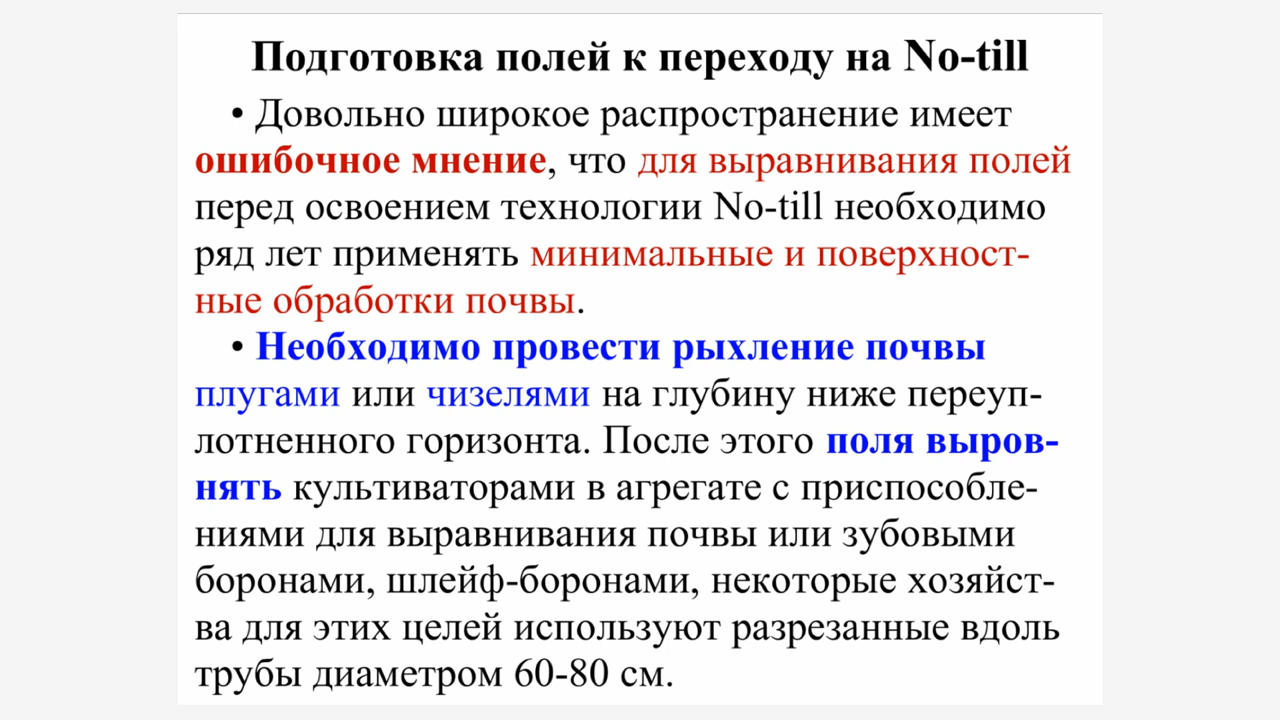 Подготовка полей к переходу на No-till
• Довольно широкое распространение имеет
ошибочное мнение, что для выравнивания полей
перед освоением технологии No-till необходимо
ряд лет применять минимальные и поверхност-
ные обработки почвы.
• Необходимо провести рыхление почвы
плугами или чизелями на глубину ниже переуп-
лотненного горизонта. После этого поля выров-
нять культиваторами в агрегате с приспособле-
ниями для выравнивания почвы или зубовыми
боронами, шлейф-боронами, некоторые хозяйст-
ва для этих целей используют разрезанные вдоль
трубы диаметром 60-80 см.